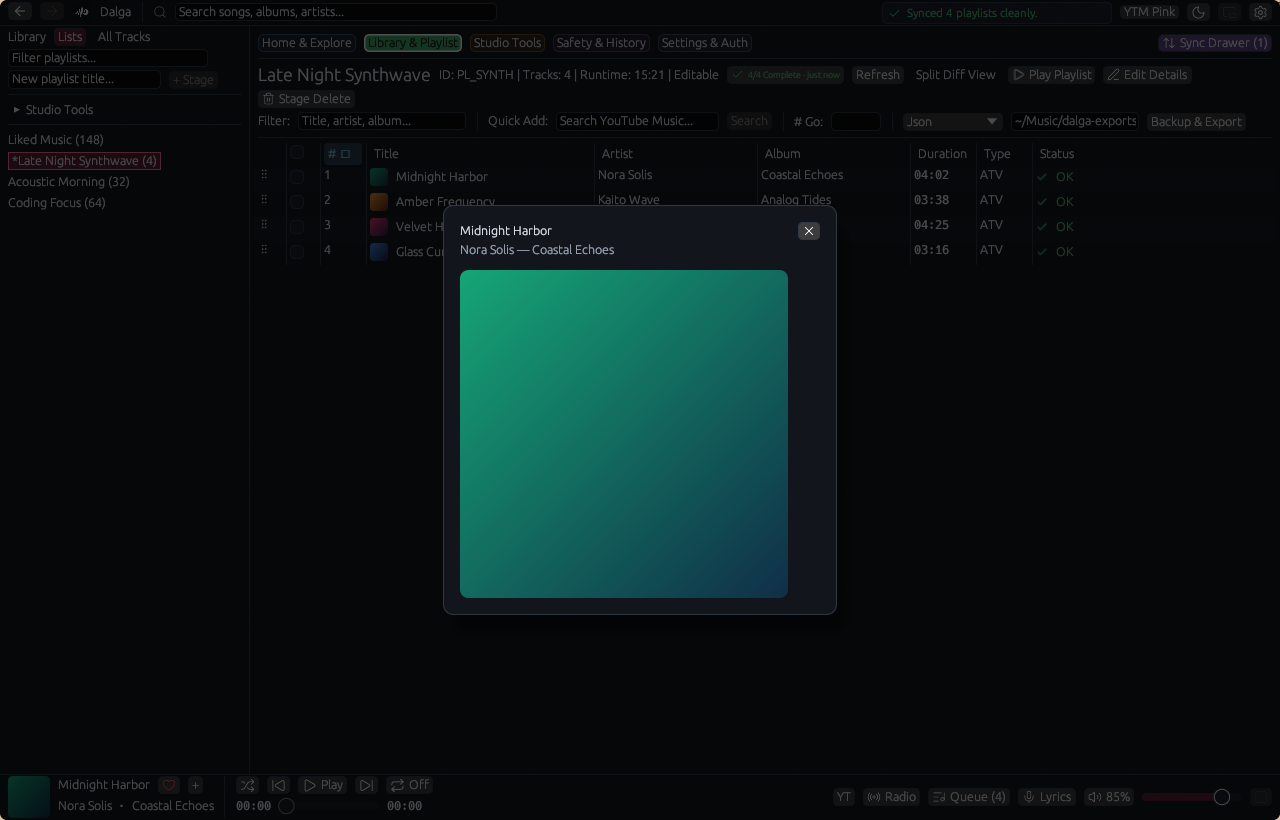 Dalga
Search songs, albums, artists...
Synced 4 playlists cleanly.
YTM Pink
Library Lists All Tracks
Filter playlists...
New playlist title...
+ Stage
Studio Tools
Liked Music (148)
*Late Night Synthwave (4)
Acoustic Morning (32)
Coding Focus (64)
Home & Explore Library & Playlist Studio Tools Safety & History Settings & Auth Sync Drawer (1)
Late Night Synthwave ID: PL_SYNTH | Tracks: 4 | Runtime: 15:21 | Editable 4/4 Complete · just now Refresh Split Diff View Play Playlist Edit Details
Stage Delete
Filter: Title, artist, album... Quick Add: Search YouTube Music... Search # Go: Json ~/Music/dalga-exports Backup & Export
# Title Artist Album Duration Type Status
1 Midnight Harbor Nora Solis Coastal Echoes 04:02 ATV OK
2 Amber Frequency Kaito Wave Analog Tides 03:38 ATV OK
3 Velvet H 04:25 ATV OK
4 Glass Cu 03:16 ATV OK
Midnight Harbor
Nora Solis — Coastal Echoes
Midnight Harbor +
Nora Solis • Coastal Echoes
Play Off
00:00 00:00
YT Radio Queue (4) Lyrics 85%